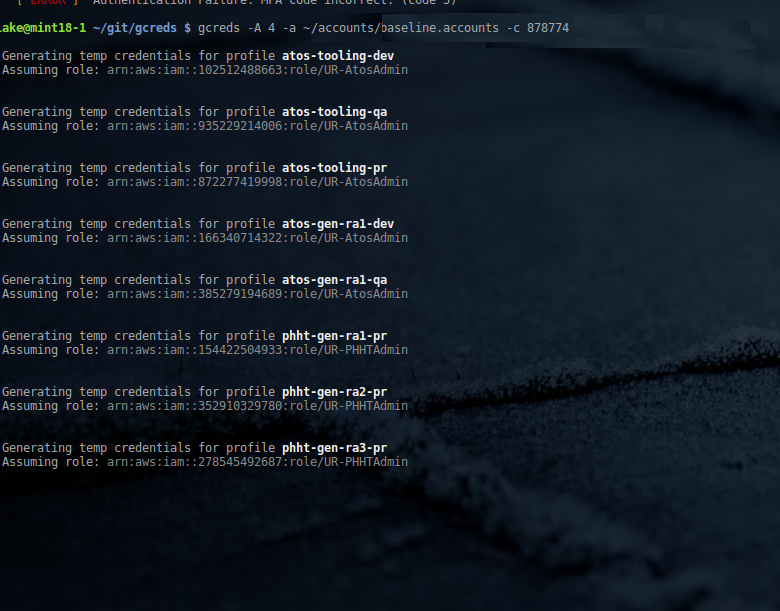 [ ERROR ] Authentication Failure: MFA code incorrect. (code 5)
ake@mint18-1 ~/git/gcreds $ gcreds -A 4 -a ~/accounts/baseline.accounts -c 878774
Generating temp credentials for profile atos-tooling-dev
Assuming role: arn:aws:iam::102512488663:role/UR-AtosAdmin
Generating temp credentials for profile atos-tooling-qa
Assuming role: arn:aws:iam::935229214006:role/UR-AtosAdmin
Generating temp credentials for profile atos-tooling-pr
Assuming role: arn:aws:iam::872277419998:role/UR-AtosAdmin
Generating temp credentials for profile atos-gen-ra1-dev
Assuming role: arn:aws:iam::166340714322:role/UR-AtosAdmin
Generating temp credentials for profile atos-gen-ra1-qa
Assuming role: arn:aws:iam::385279194689:role/UR-AtosAdmin
Generating temp credentials for profile phht-gen-ra1-pr
Assuming role: arn:aws:iam::154422504933:role/UR-PHHTAdmin
Generating temp credentials for profile phht-gen-ra2-pr
Assuming role: arn:aws:iam::352910329780:role/UR-PHHTAdmin
Generating temp credentials for profile phht-gen-ra3-pr
Assuming role: arn:aws:iam::278545492687:role/UR-PHHTAdmin